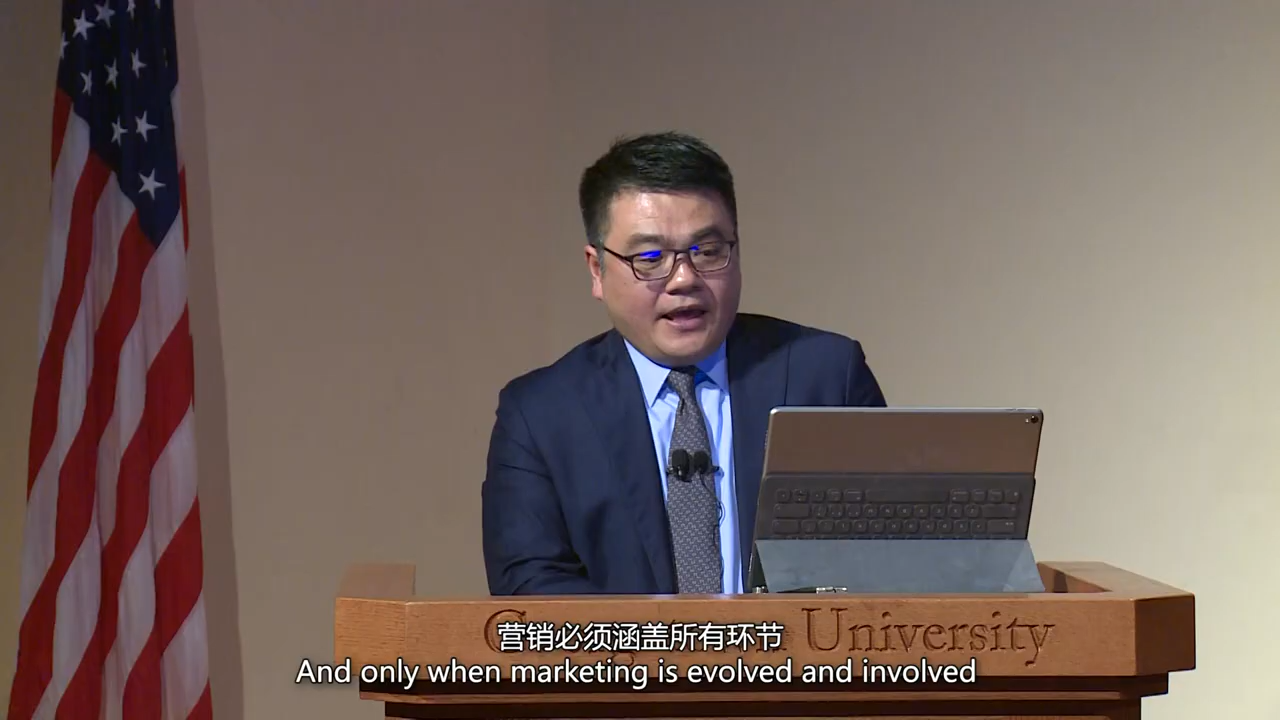 University
营销必须涵盖所有环节
And only when marketing is evolved and involved